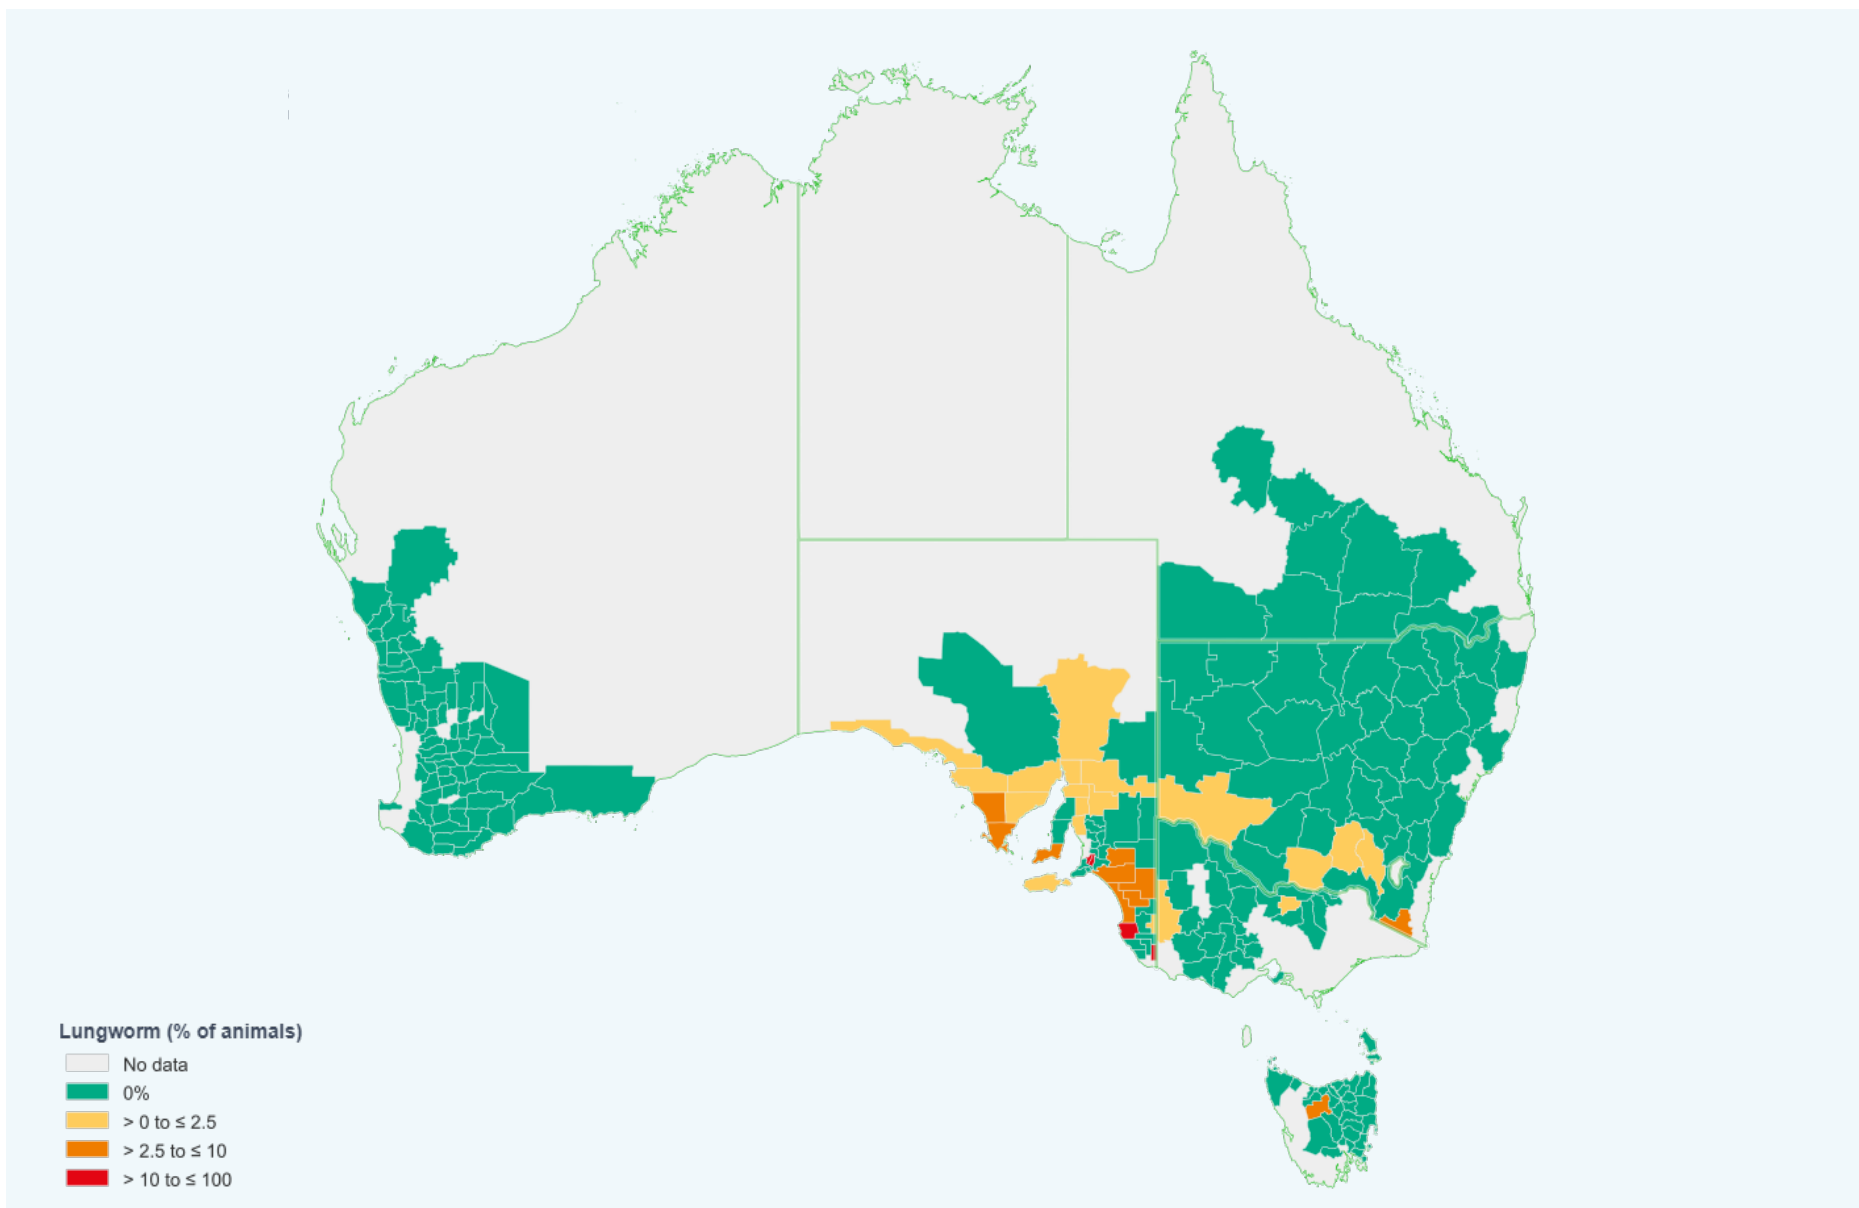 Lungworm (% of animals)
No data
0%
> 0 to ≤ 2.5
> 2.5 to ≤ 10
> 10 to ≤ 100